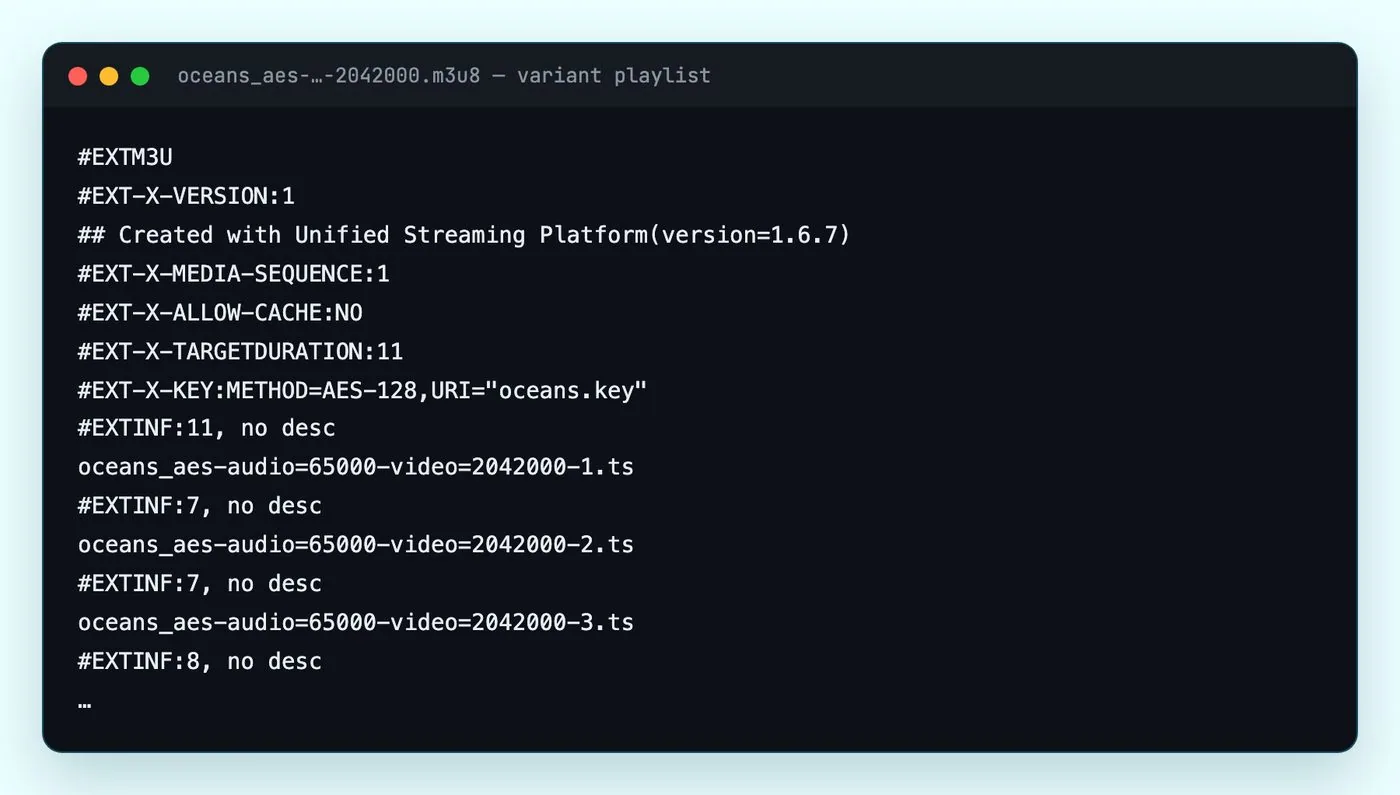 oceans_aes-…-2042000.m3u8 — variant playlist
#EXTM3U
#EXT-X-VERSION:1
## Created with Unified Streaming Platform(version=1.6.7)
#EXT-X-MEDIA-SEQUENCE:1
#EXT-X-ALLOW-CACHE:NO
#EXT-X-TARGETDURATION:11
#EXT-X-KEY:METHOD=AES-128,URI="oceans.key"
#EXTINF:11, no desc
oceans_aes-audio=65000-video=2042000-1.ts
#EXTINF:7, no desc
oceans_aes-audio=65000-video=2042000-2.ts
#EXTINF:7, no desc
oceans_aes-audio=65000-video=2042000-3.ts
#EXTINF:8, no desc
…